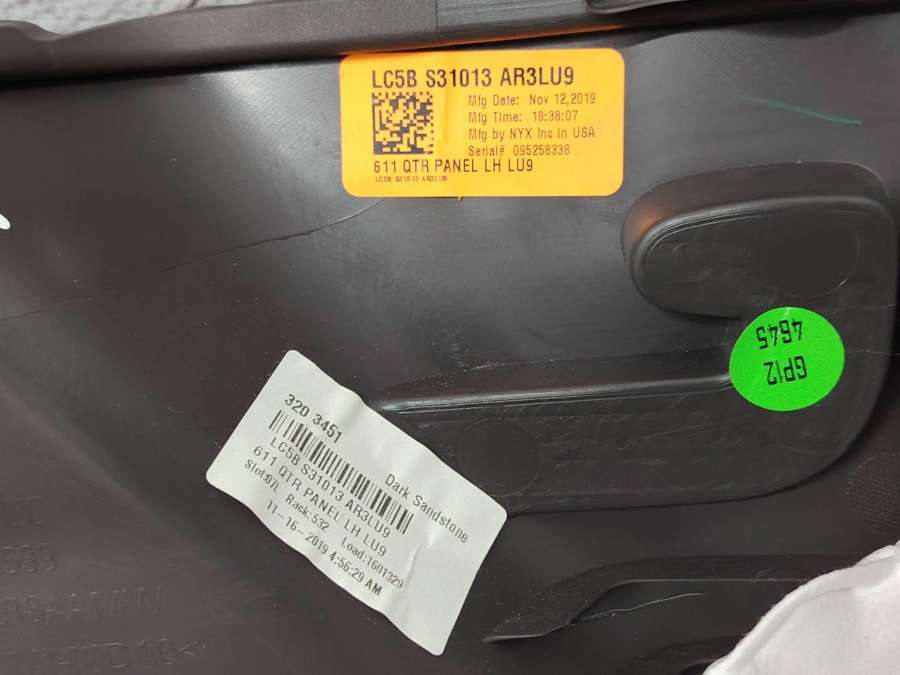 LC5B S31013 AR3LU9
Mfg Date: Nov 12,2019
Mfg Time: 18:38:07
Mfg by NYX Inc in USA
Serial# 095258338
611 QTR PANEL LH LU9
LC5B S31013 AR3LU9
GP12
4645
320 3451
Dark Sandstone
LC5B S31013 AR3LU9
611 QTR PANEL LH LU9
Slot:07L Rack:532 Load:1601329
11-16-2019 4:56:29 AM